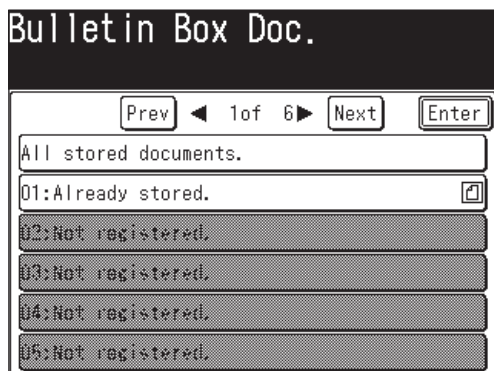 Bulletin Box Doc.
Prev ◀ 1of 6▶ Next Enter
All stored documents.
01:Already stored.
02:Not registered.
03:Not registered.
04:Not registered.
05:Not registered.